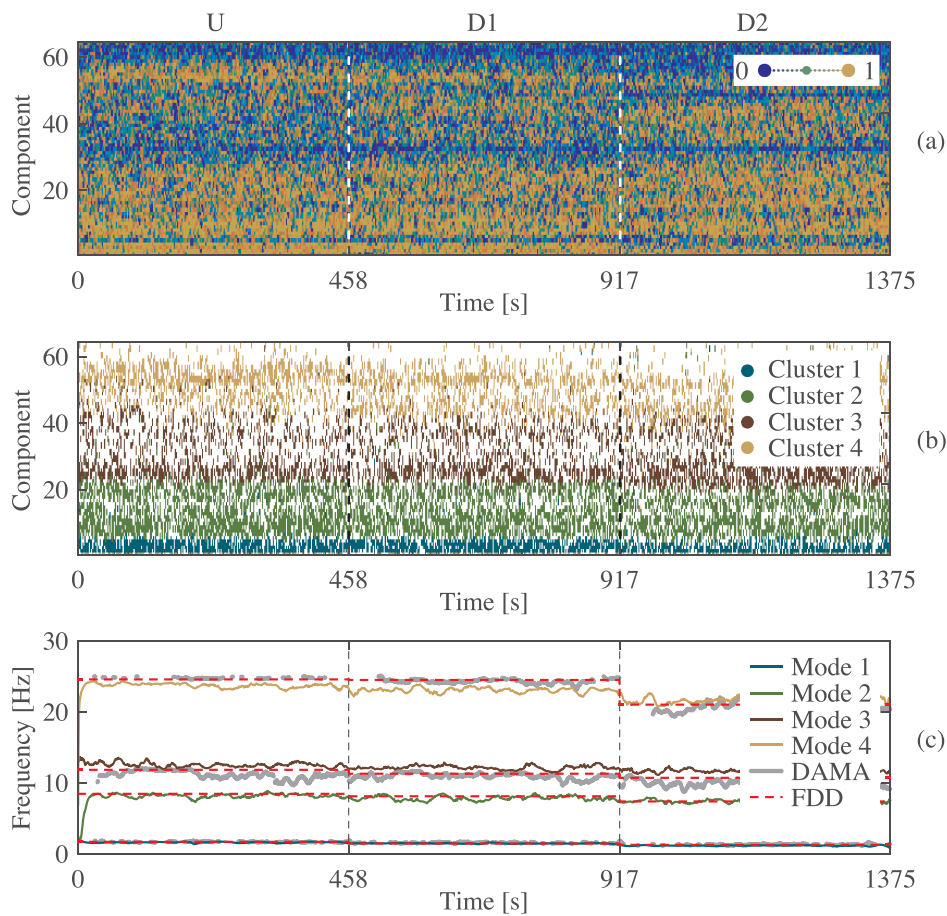 U D1 D2
60
40
20
Component
0 1
(a)
0 458 917 1375
Time [s]
60
40
20
Component
Cluster 1
Cluster 2
Cluster 3
Cluster 4
(b)
0 458 917 1375
Time [s]
30
20
10
0
Frequency [Hz]
Mode 1
Mode 2
Mode 3
Mode 4
DAMA
FDD
(c)
0 458 917 1375
Time [s]